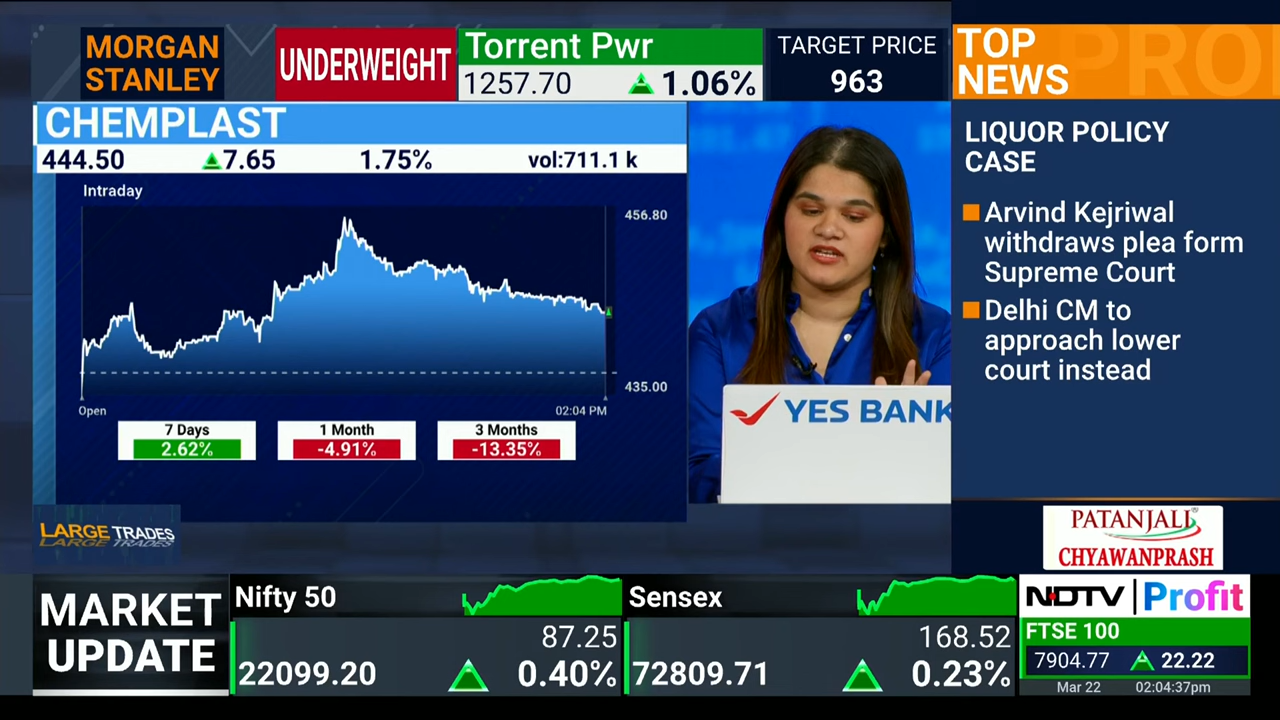 MORGAN
STANLEY
UNDERWEIGHT
Torrent Pwr
1257.70 1.06%
TARGET PRICE
963
TOP
NEWS
CHEMPLAST
444.50 7.65 1.75% vol:711.1 k
Intraday
456.80
435.00
Open 02:04 PM
7 Days
2.62%
1 Month
-4.91%
3 Months
-13.35%
YES BANK
LIQUOR POLICY
CASE
Arvind Kejriwal
withdraws plea form
Supreme Court
Delhi CM to
approach lower
court instead
LARGE TRADES
PATANJALI®
CHYAWANPRASH
MARKET
UPDATE
Nifty 50
87.25
22099.20 0.40%
Sensex
168.52
72809.71 0.23%
NDTV Profit
FTSE 100
7904.77 22.22
Mar 22 02:04:37pm